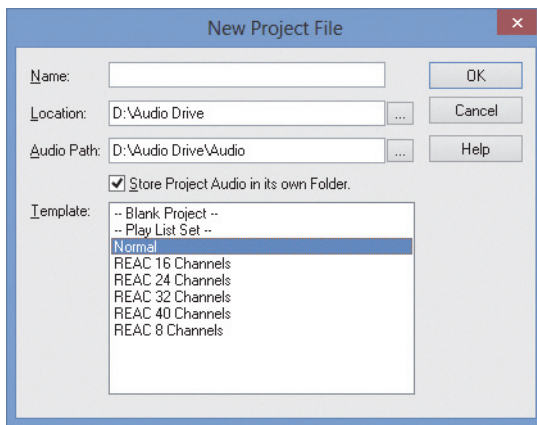 New Project File
Name:
OK
Location: D:\Audio Drive ... Cancel
Audio Path: D:\Audio Drive\Audio ... Help
Store Project Audio in its own Folder.
Template:
-- Blank Project --
-- Play List Set --
Normal
REAC 16 Channels
REAC 24 Channels
REAC 32 Channels
REAC 40 Channels
REAC 8 Channels